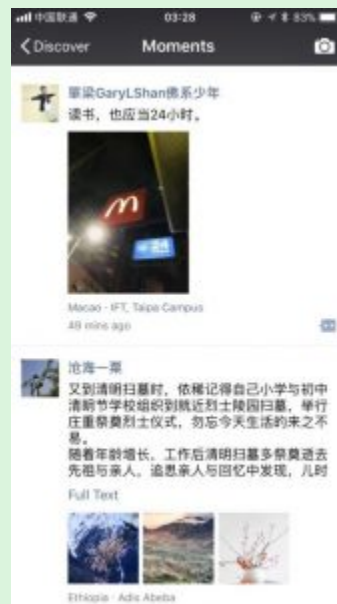 中国联通
03:28
83%
Discover
Moments
GaryLShan佛系少年
读书，也应当24小时。
24
Macao · IFT, Taipa Campus
49 mins ago
沧海一粟
又到清明扫墓时，依稀记得自己小学与初中
清明节学校组织到就近烈士陵园扫墓，举行
庄重祭奠烈士仪式，勿忘今天生活的来之不
易。
随着年龄增长，工作后清明扫墓多祭奠逝去
先祖与亲人，追思亲人与回忆中发现，儿时
Full Text
Ethiopia · Adis Abeba